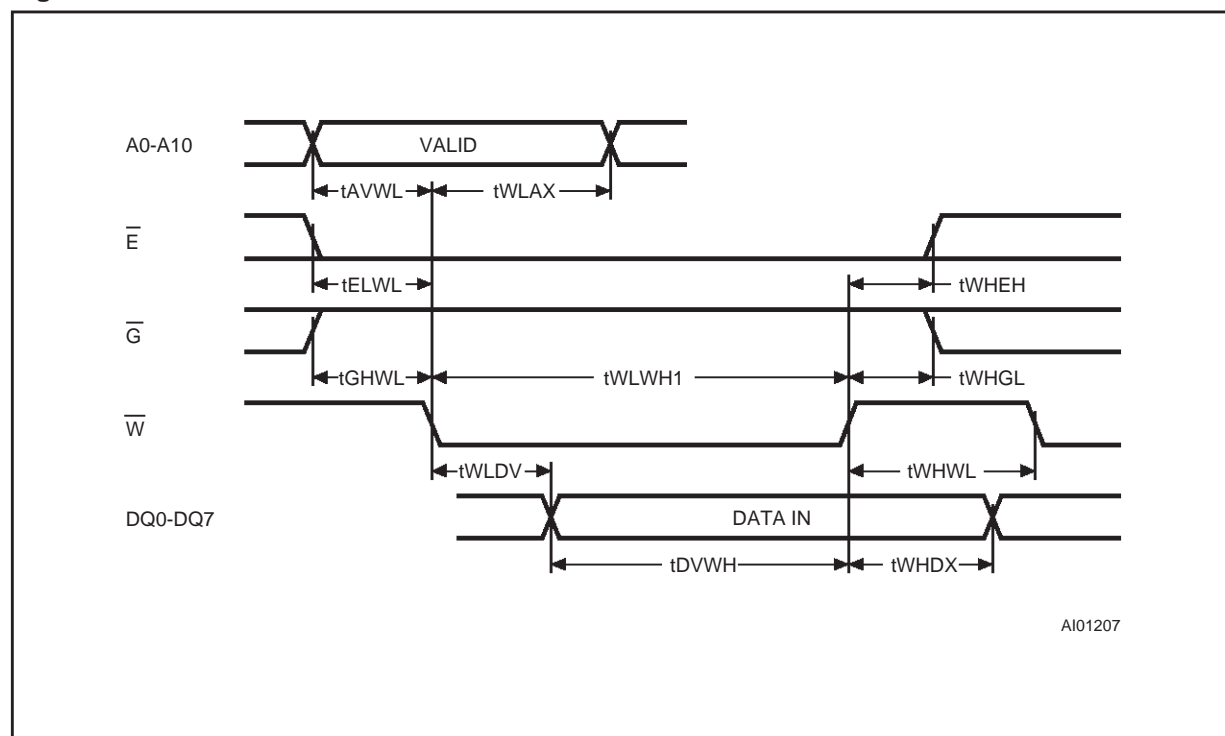 A0-A10
VALID
tAVWL
tWLAX
E
tELWL
tWHEH
G
tGHWL
tWLWH1
tWHGL
W
tWLDV
tWHWL
DQ0-DQ7
DATA IN
tDVWH
tWHDX
AI01207